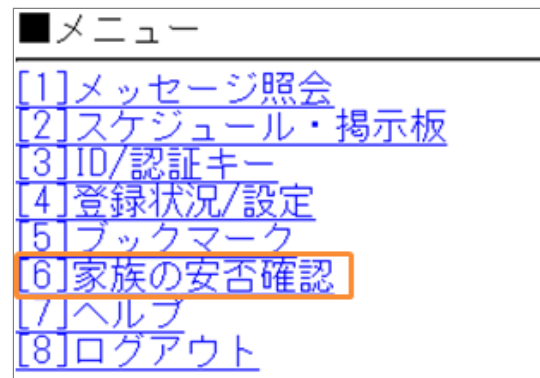 ■メニュー
[1]メッセージ照会
[2]スケジュール・掲示板
[3]ID/認証キー
[4]登録状況/設定
[5]ブックマーク
[6]家族の安否確認
[7]ヘルプ
[8]ログアウト